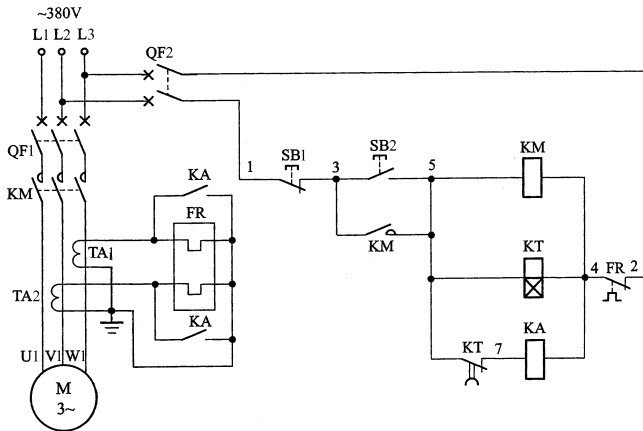 ~380V
L1 L2 L3
QF2
QF1
KM
1
SB1
3
SB2
5
KM
KM
KT
4
FR
2
KT
7
KA
KA
FR
TA1
TA2
KA
U1 V1 W1
M
3~